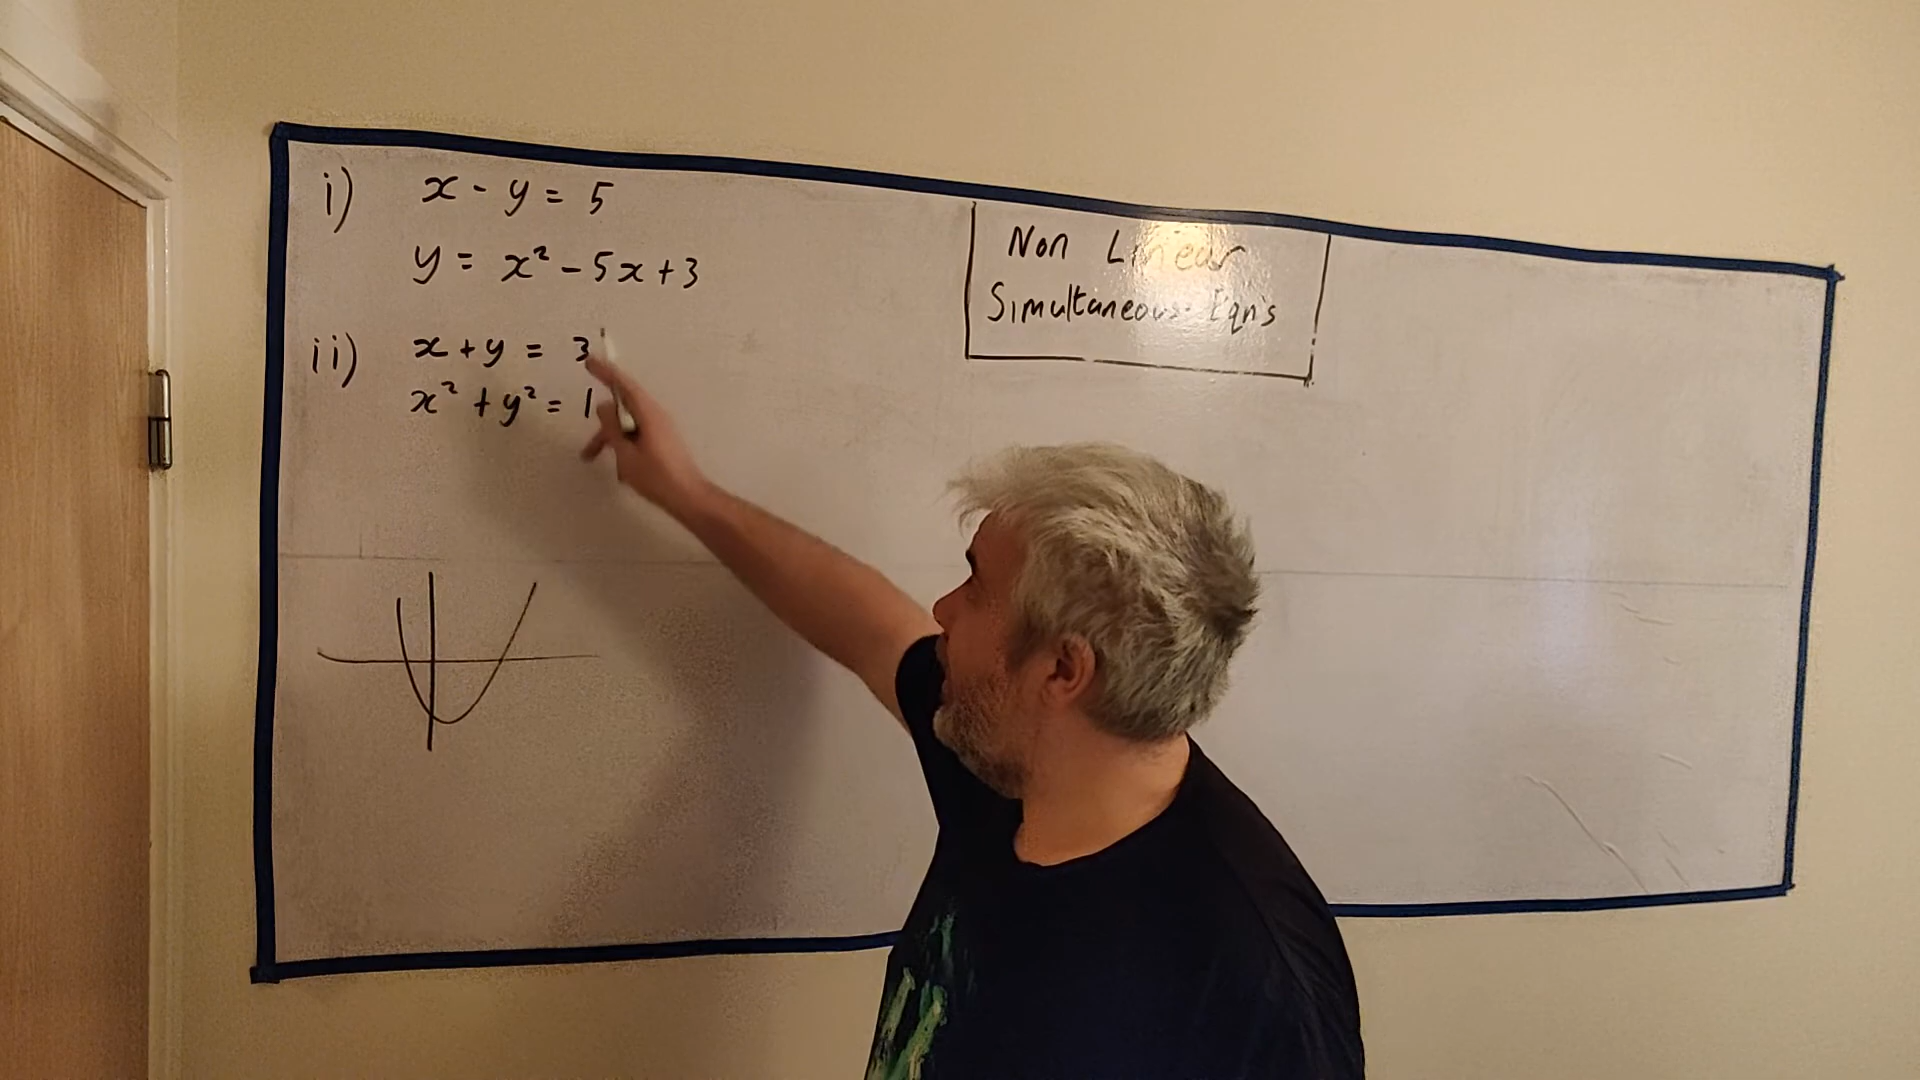 i) x - y = 5
y = x² - 5x + 3
ii) x + y = 3
x² + y² = 1
Non Linear
Simultaneous Eqn's